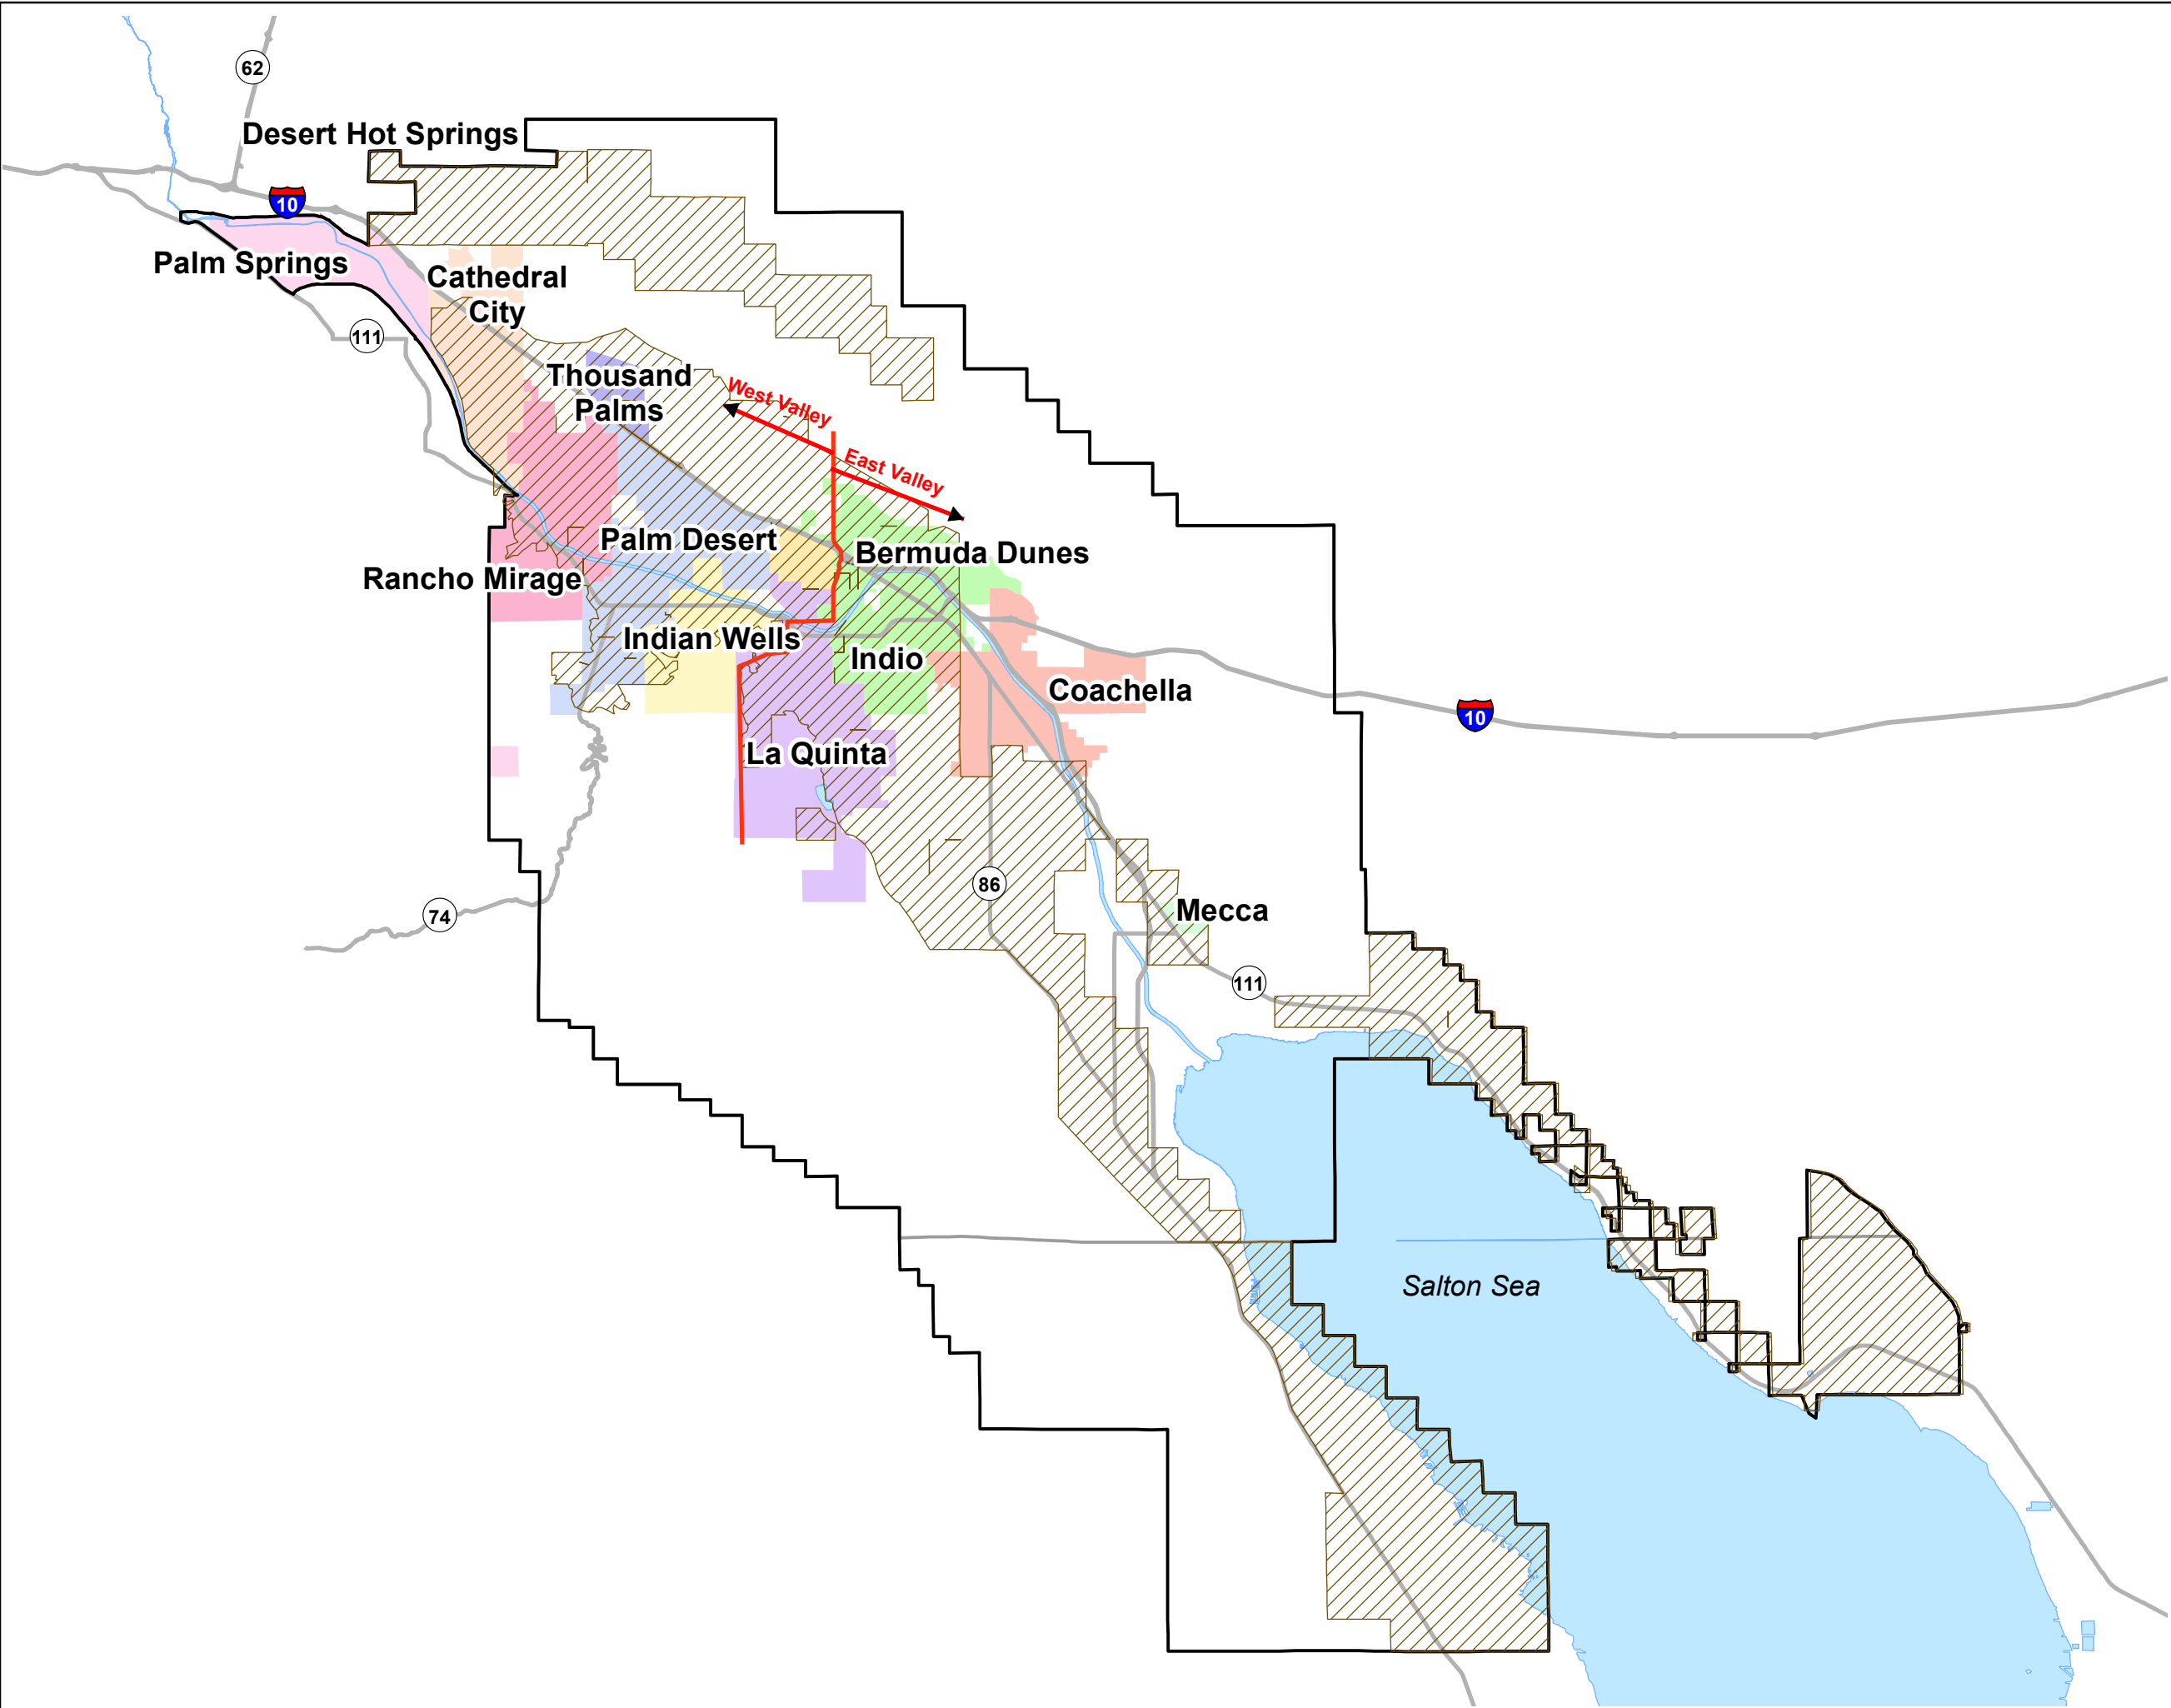 62
Desert Hot Springs
10
Palm Springs
Cathedral
City
111
Thousand
Palms
West Valley
East Valley
Palm Desert
Bermuda Dunes
Rancho Mirage
Indian Wells
Indio
Coachella
10
La Quinta
86
74
Mecca
111
Salton Sea